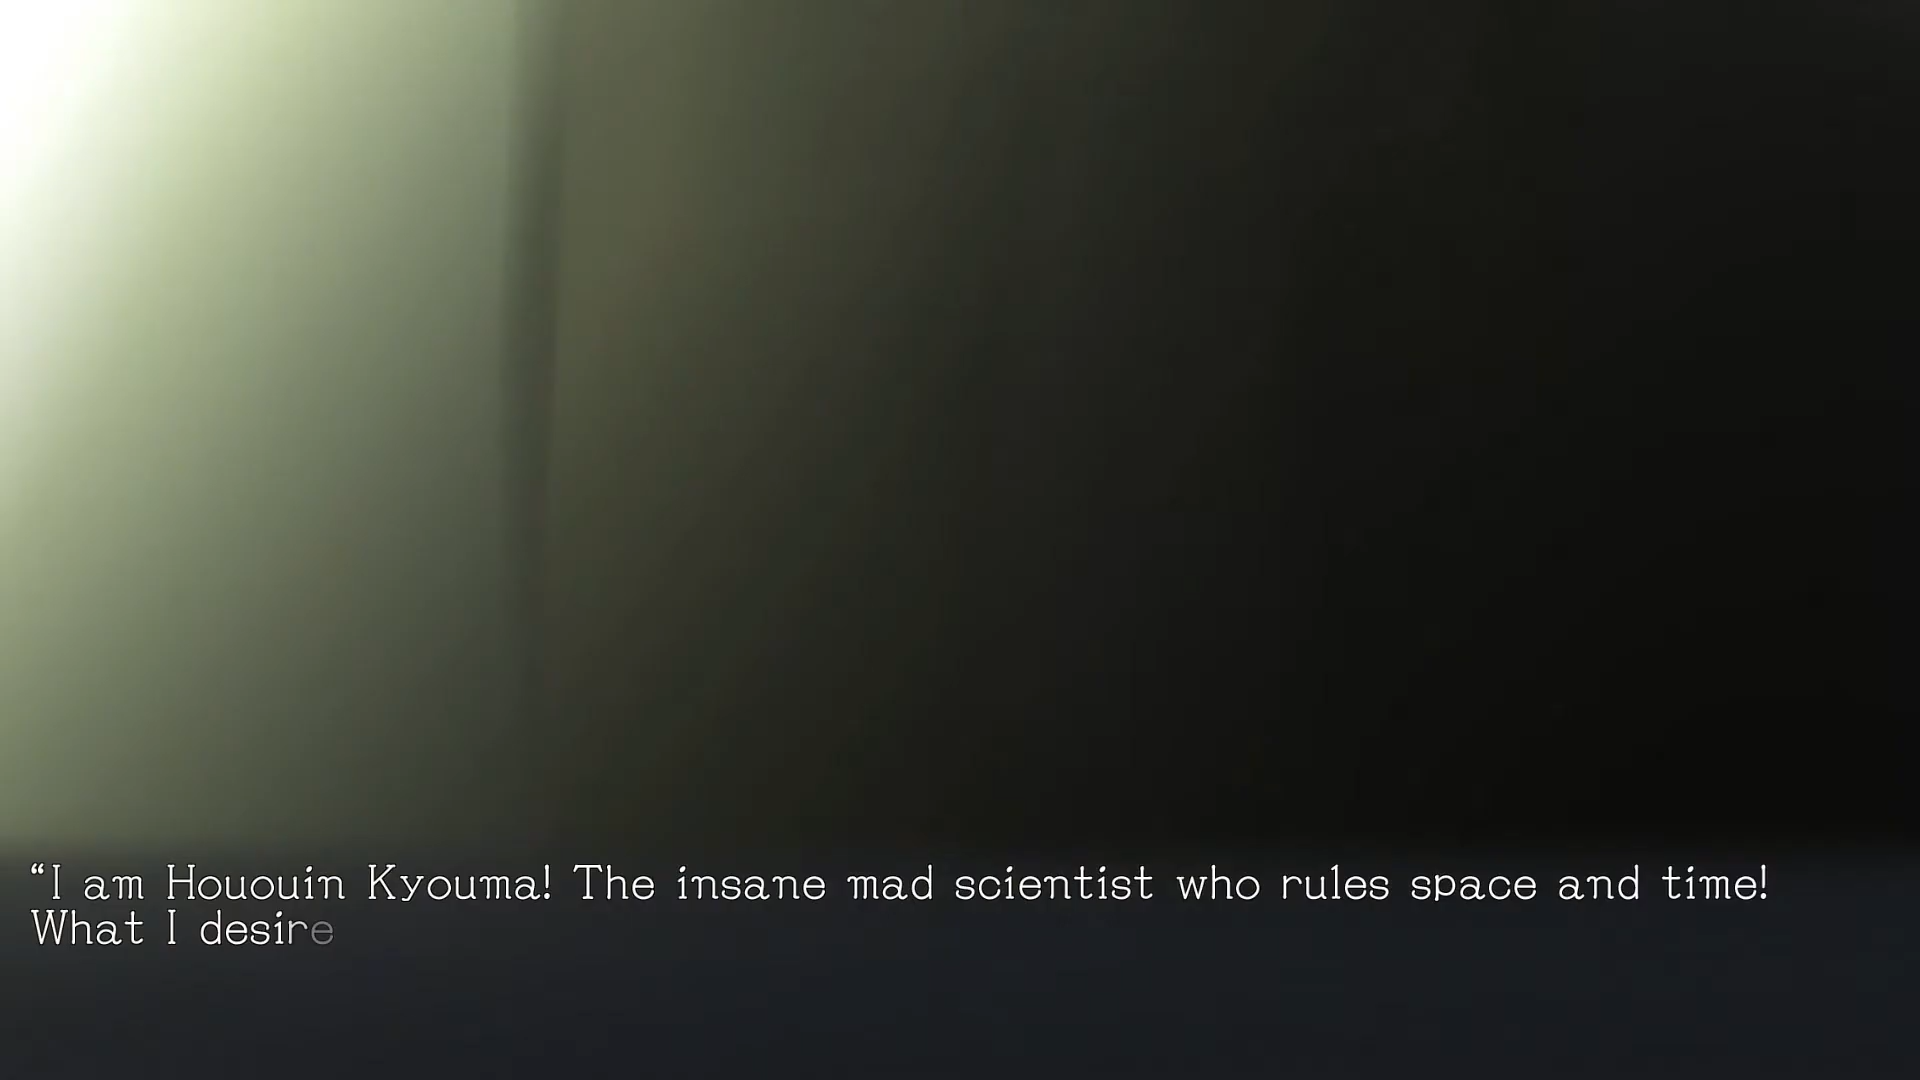 “I am Hououin Kyouma! The insane mad scientist who rules space and time!
What I desire